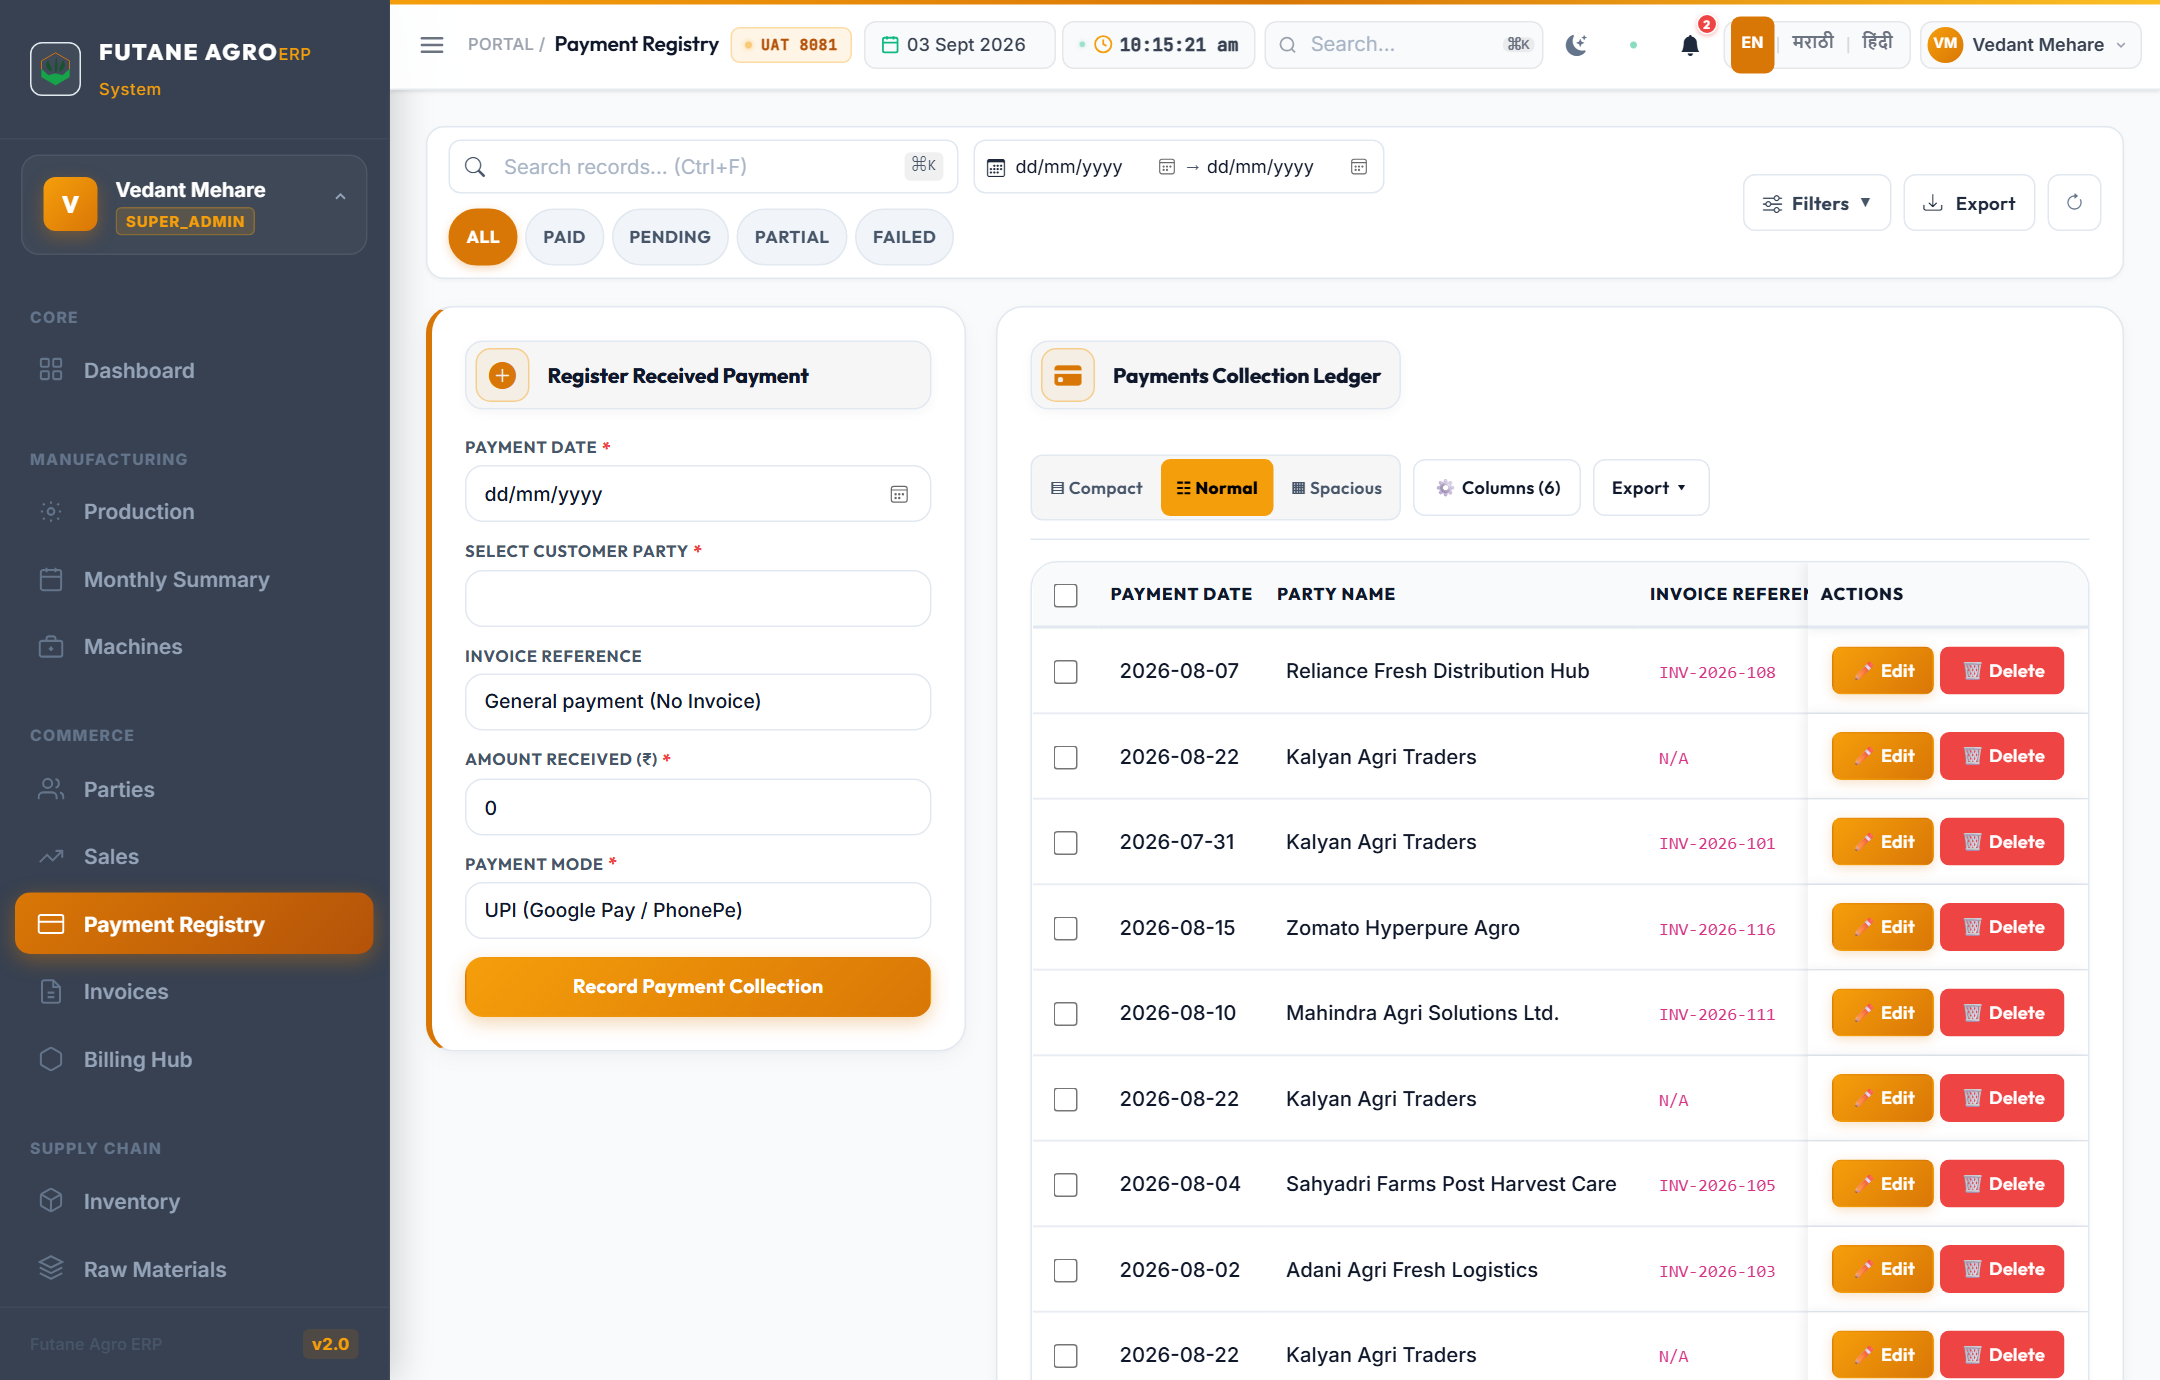 FUTANE AGRO ERP
System
V
Vedant Mehare
SUPER_ADMIN
CORE
Dashboard
MANUFACTURING
Production
Monthly Summary
Machines
COMMERCE
Parties
Sales
Payment Registry
Invoices
Billing Hub
SUPPLY CHAIN
Inventory
Raw Materials
Futane Agro ERP
v2.0
PORTAL / Payment Registry
UAT 8081
03 Sept 2026
10:15:21 am
Search... ⌘K
2
EN | मराठी | हिंदी
VM Vedant Mehare
Search records... (Ctrl+F) ⌘K
dd/mm/yyyy → dd/mm/yyyy
ALL PAID PENDING PARTIAL FAILED
Filters ▼
Export
Register Received Payment
PAYMENT DATE *
dd/mm/yyyy
SELECT CUSTOMER PARTY *
INVOICE REFERENCE
General payment (No Invoice)
AMOUNT RECEIVED (₹) *
0
PAYMENT MODE *
UPI (Google Pay / PhonePe)
Record Payment Collection
Payments Collection Ledger
Compact Normal Spacious Columns (6) Export ▼
PAYMENT DATE PARTY NAME INVOICE REFEREN ACTIONS
2026-08-07 Reliance Fresh Distribution Hub INV-2026-108 Edit Delete
2026-08-22 Kalyan Agri Traders N/A Edit Delete
2026-07-31 Kalyan Agri Traders INV-2026-101 Edit Delete
2026-08-15 Zomato Hyperpure Agro INV-2026-116 Edit Delete
2026-08-10 Mahindra Agri Solutions Ltd. INV-2026-111 Edit Delete
2026-08-22 Kalyan Agri Traders N/A Edit Delete
2026-08-04 Sahyadri Farms Post Harvest Care INV-2026-105 Edit Delete
2026-08-02 Adani Agri Fresh Logistics INV-2026-103 Edit Delete
2026-08-22 Kalyan Agri Traders N/A Edit Delete